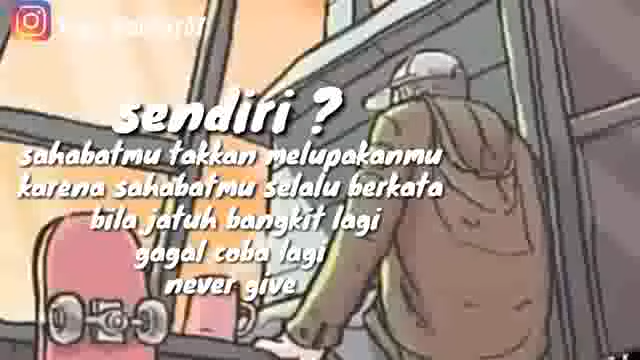 sendiri ?
sahabatmu takkan melupakanmu
karena sahabatmu selalu berkata
bila jatuh bangkit lagi
gagal coba lagi
never give